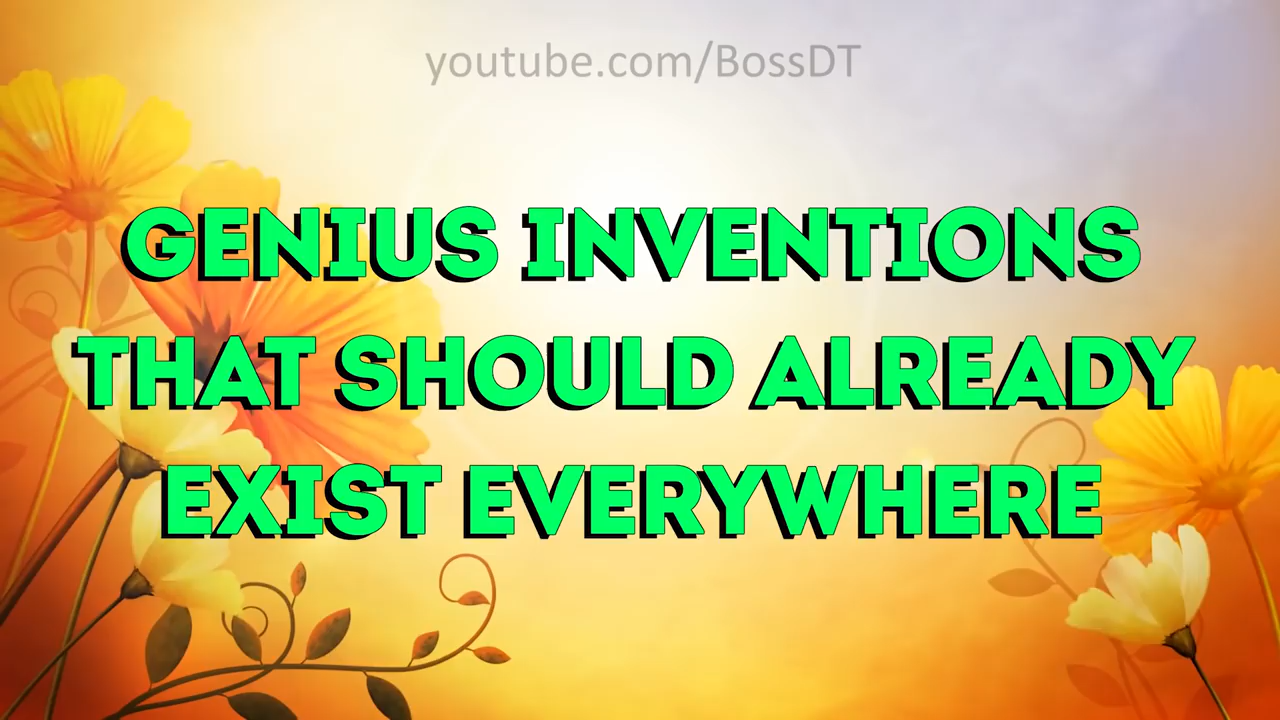 youtube.com/BossDT
GENIUS INVENTIONS
THAT SHOULD ALREADY
EXIST EVERYWHERE